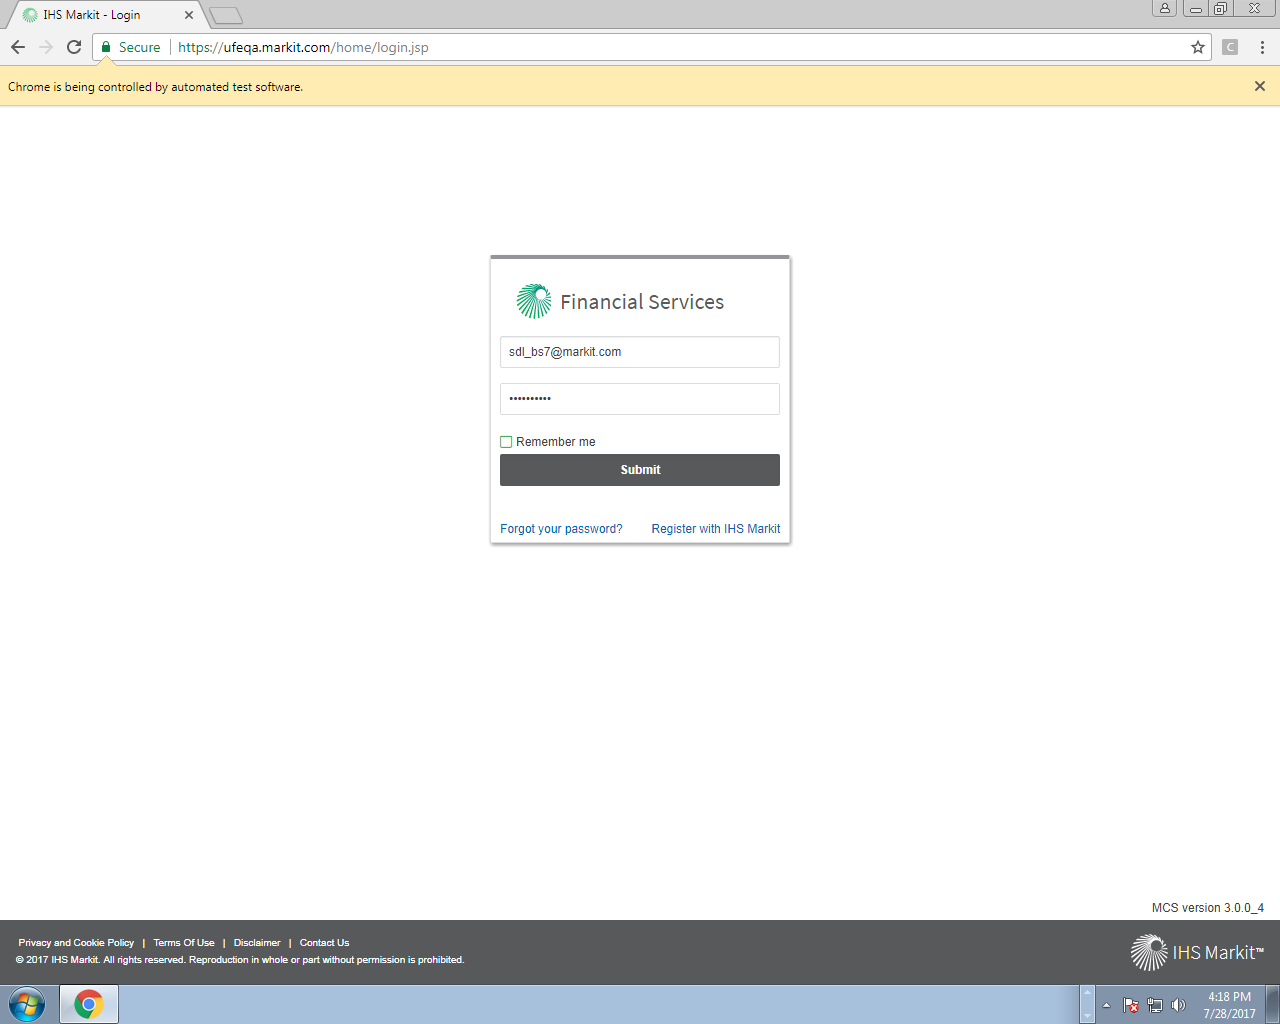 IHS Markit - Login
Secure
https://ufeqa.markit.com/home/login.jsp
C
Chrome is being controlled by automated test software.
Financial Services
sdl_bs7@markit.com
••••••••••
Remember me
Submit
Forgot your password? Register with IHS Markit
MCS version 3.0.0_4
Privacy and Cookie Policy | Terms Of Use | Disclaimer | Contact Us
© 2017 IHS Markit. All rights reserved. Reproduction in whole or part without permission is prohibited.
IHS Markit™
4:18 PM
7/28/2017